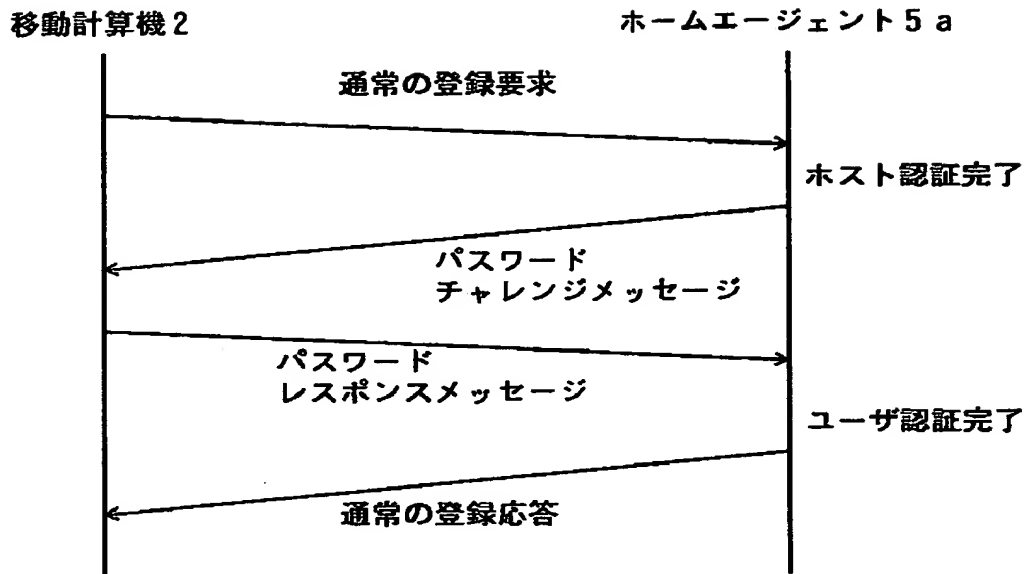 移動計算機2
ホームエージェント5a
通常の登録要求
ホスト認証完了
パスワード
チャレンジメッセージ
パスワード
レスポンスメッセージ
ユーザ認証完了
通常の登録応答